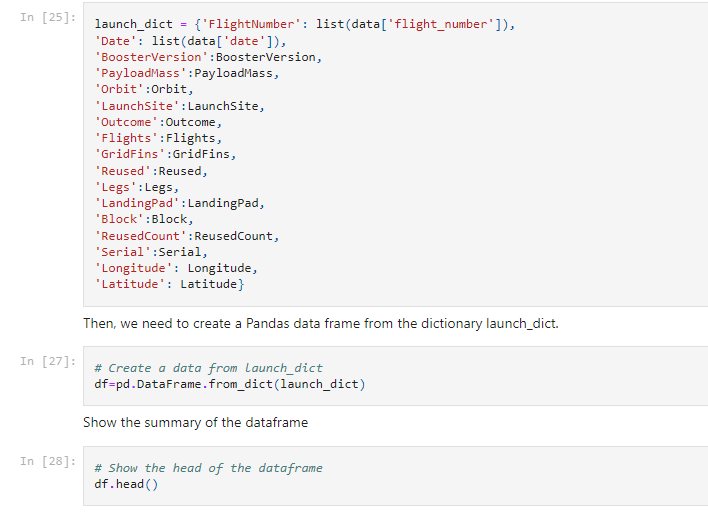 In [25]:
launch_dict = {'FlightNumber': list(data['flight_number']),
'Date': list(data['date']),
'BoosterVersion':BoosterVersion,
'PayloadMass':PayloadMass,
'Orbit':Orbit,
'LaunchSite':LaunchSite,
'Outcome':Outcome,
'Flights':Flights,
'GridFins':GridFins,
'Reused':Reused,
'Legs':Legs,
'LandingPad':LandingPad,
'Block':Block,
'ReusedCount':ReusedCount,
'Serial':Serial,
'Longitude': Longitude,
'Latitude': Latitude}
Then, we need to create a Pandas data frame from the dictionary launch_dict.
In [27]:
# Create a data from launch_dict
df=pd.DataFrame.from_dict(launch_dict)
Show the summary of the dataframe
In [28]:
# Show the head of the dataframe
df.head()